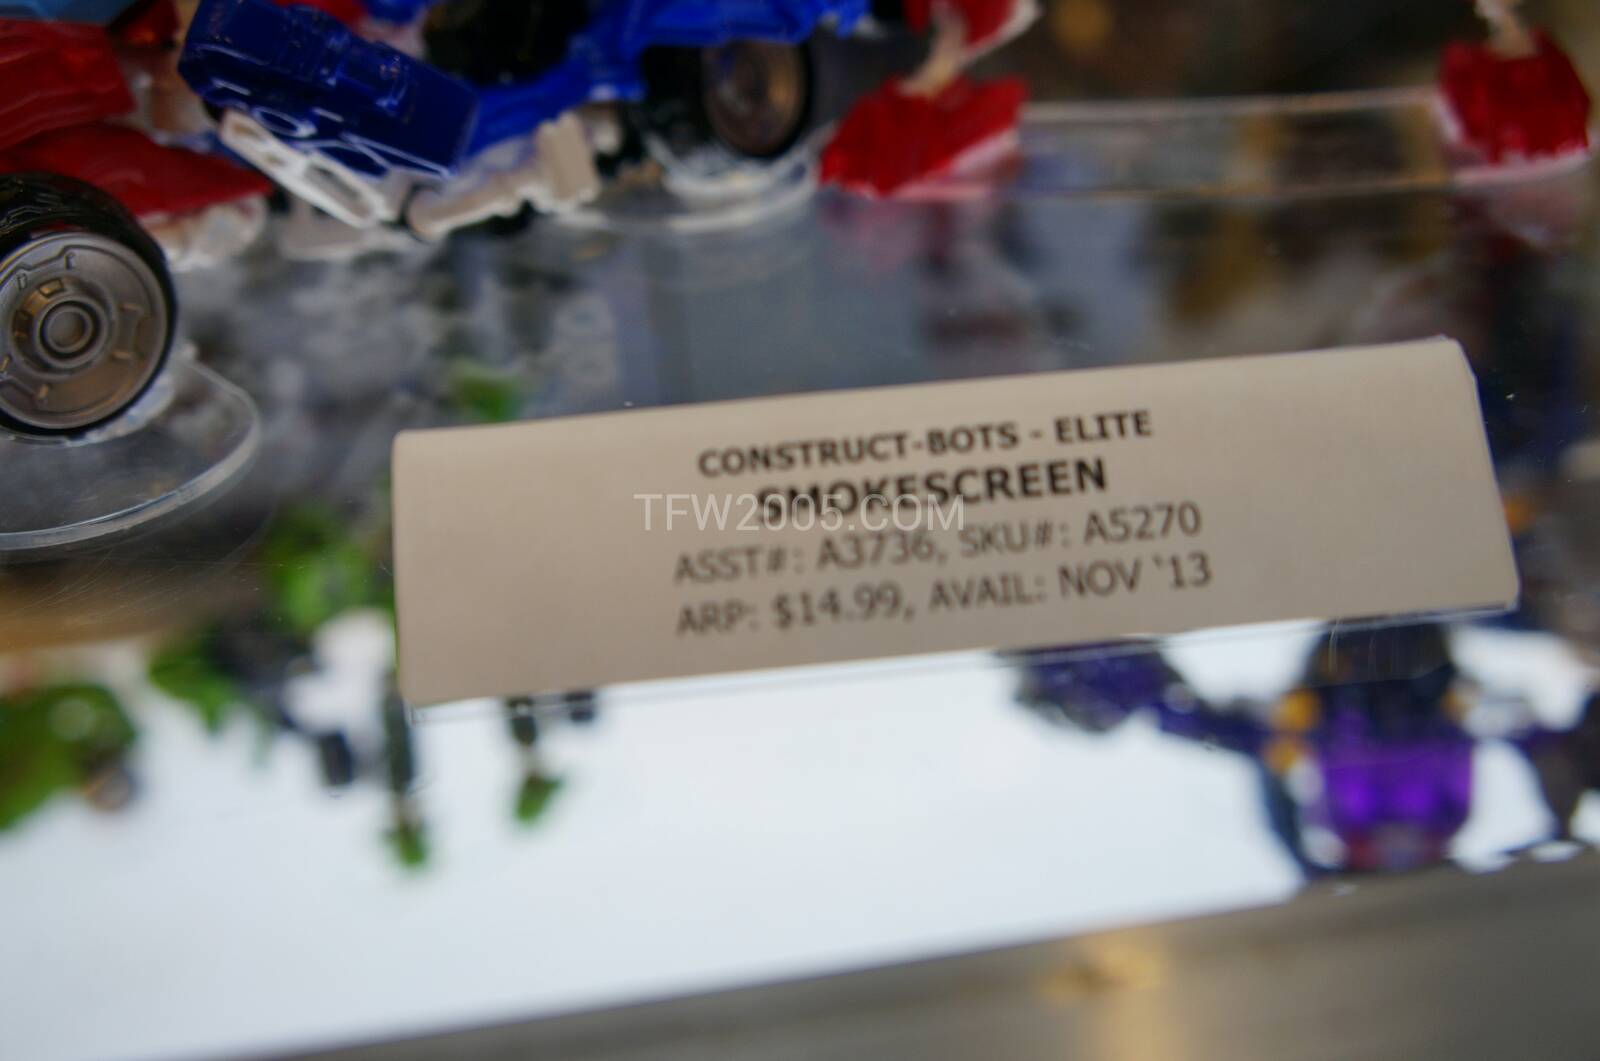 CONSTRUCT-BOTS - ELITE
SMOKESCREEN
TFW2005.COM
ASST#: A3736, SKU#: A5270
ARP: $14.99, AVAIL: NOV '13